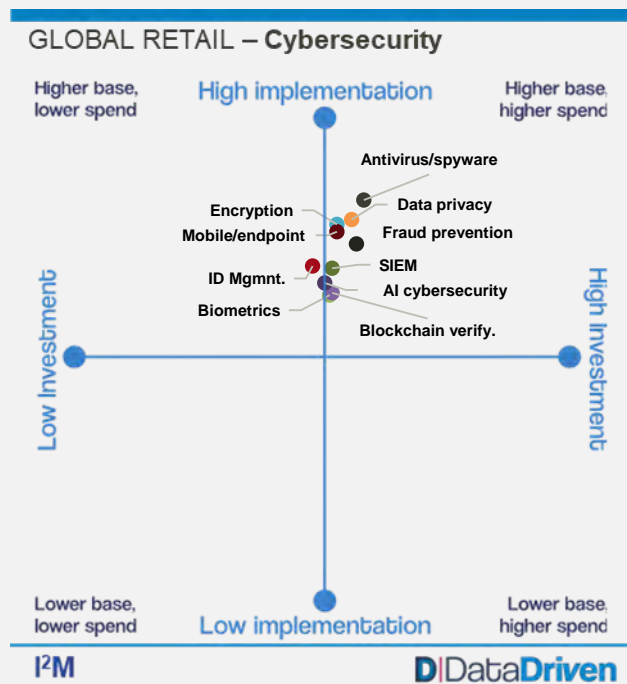 GLOBAL RETAIL – Cybersecurity
Higher base,
lower spend
High implementation
Higher base,
higher spend
Antivirus/spyware
Encryption
Data privacy
Mobile/endpoint
Fraud prevention
ID Mgmnt.
SIEM
AI cybersecurity
Biometrics
Blockchain verify.
Low Investment
High Investment
Lower base,
lower spend
Low implementation
Lower base,
higher spend
I²M
D|DataDriven